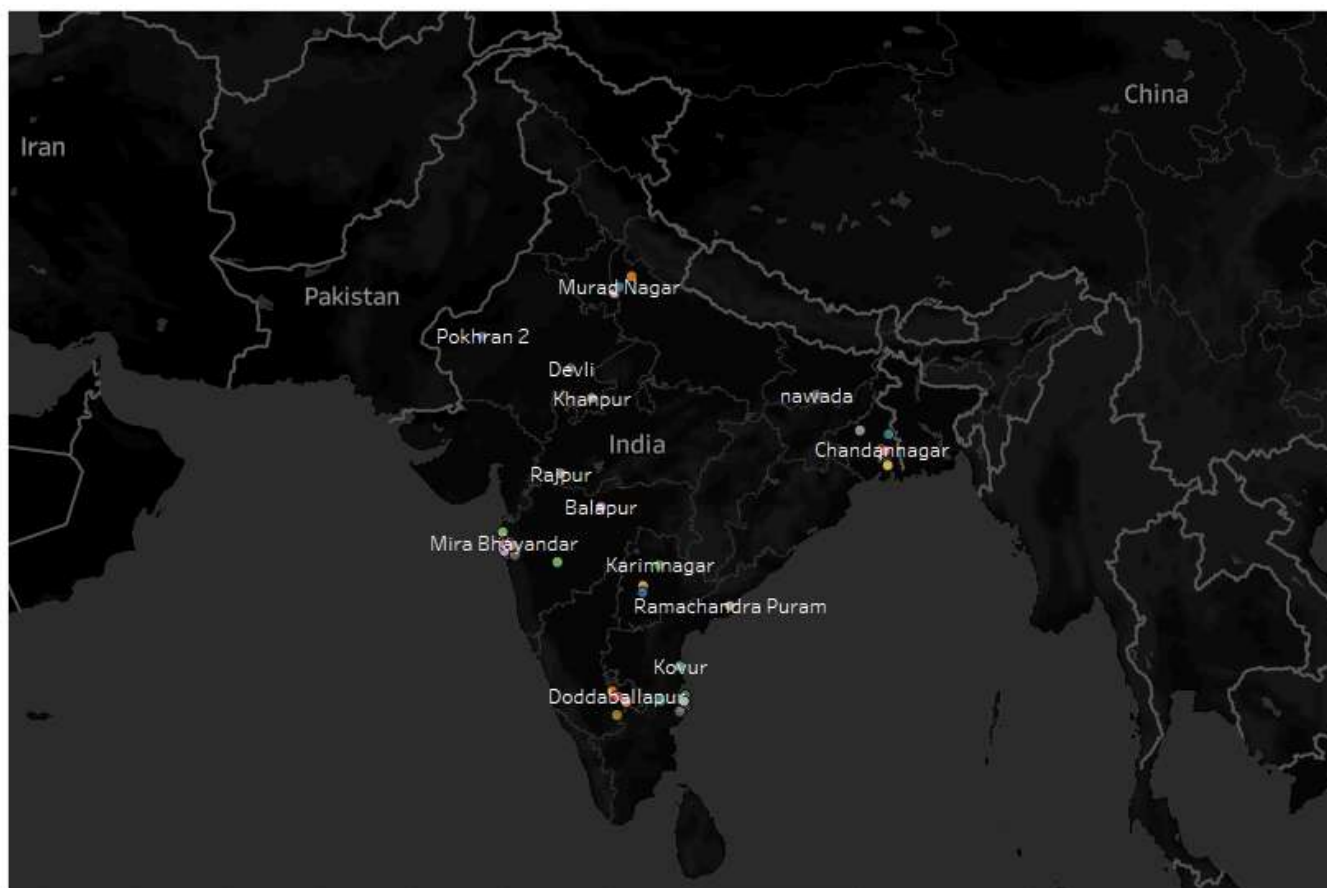 China
Iran
Murad Nagar
Pakistan
Pokhran 2
Devli
Khanpur
nawada
India
Chandannagar
Rajpur
Balapur
Mira Bhayandar
Karimnagar
Ramachandra Puram
Kovur
Doddaballapur